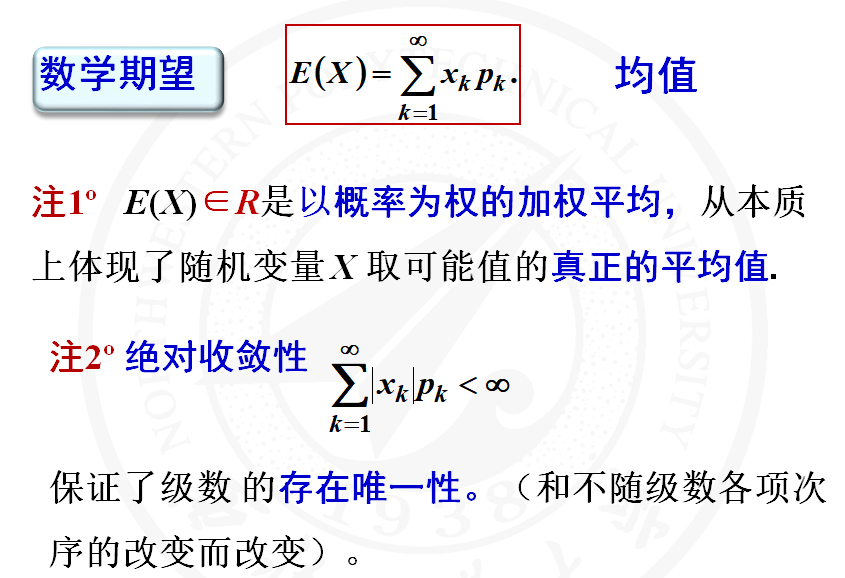 数学期望 E(X)=∑_{k=1}^{∞} x_k p_k. 均值
注1º E(X)∈R是以概率为权的加权平均，从本质
上体现了随机变量X 取可能值的真正的平均值.
注2º 绝对收敛性 ∑_{k=1}^{∞} |x_k| p_k < ∞
保证了级数 的存在唯一性。（和不随级数各项次
序的改变而改变）。